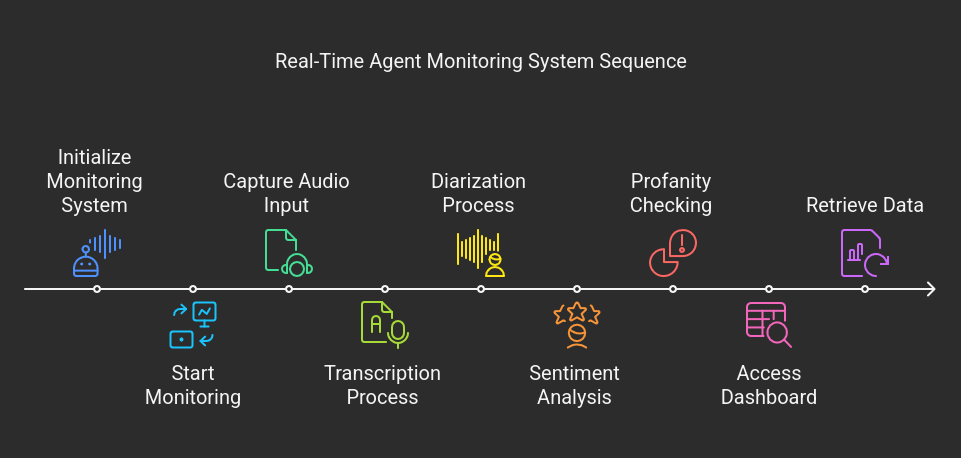 Real-Time Agent Monitoring System Sequence
Initialize
Monitoring
System
Start
Monitoring
Capture Audio
Input
Transcription
Process
Diarization
Process
Sentiment
Analysis
Profanity
Checking
Access
Dashboard
Retrieve Data